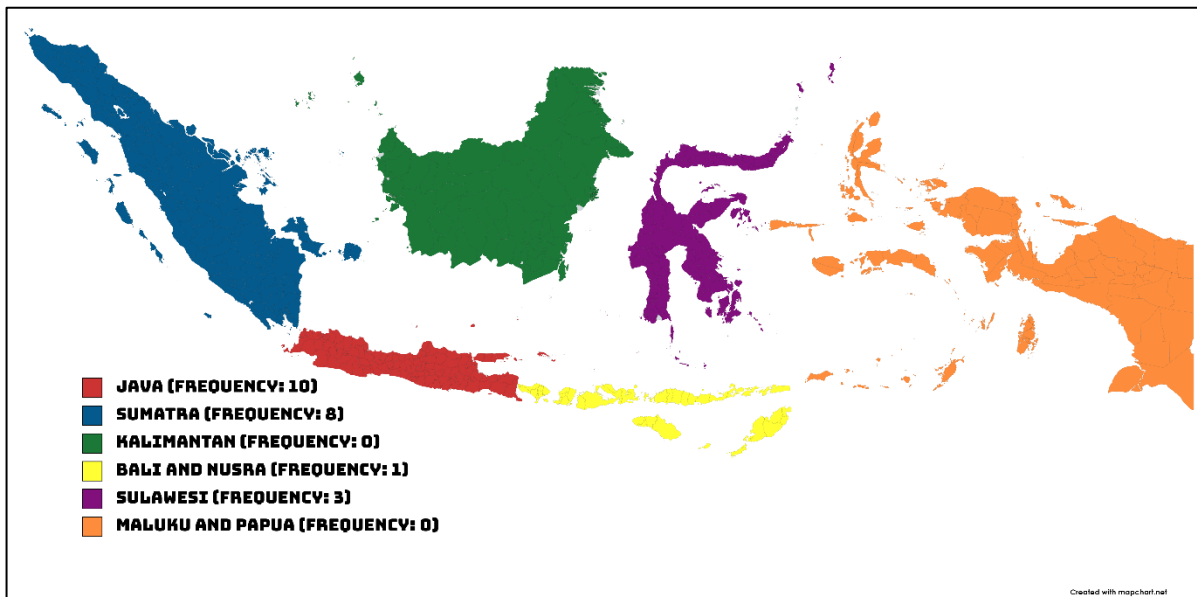 JAVA (FREQUENCY: 10)
SUMATRA (FREQUENCY: 8)
KALIMANTAN (FREQUENCY: 0)
BALI AND NUSRA (FREQUENCY: 1)
SULAWESI (FREQUENCY: 3)
MALUKU AND PAPUA (FREQUENCY: 0)
Created with mapchart.net